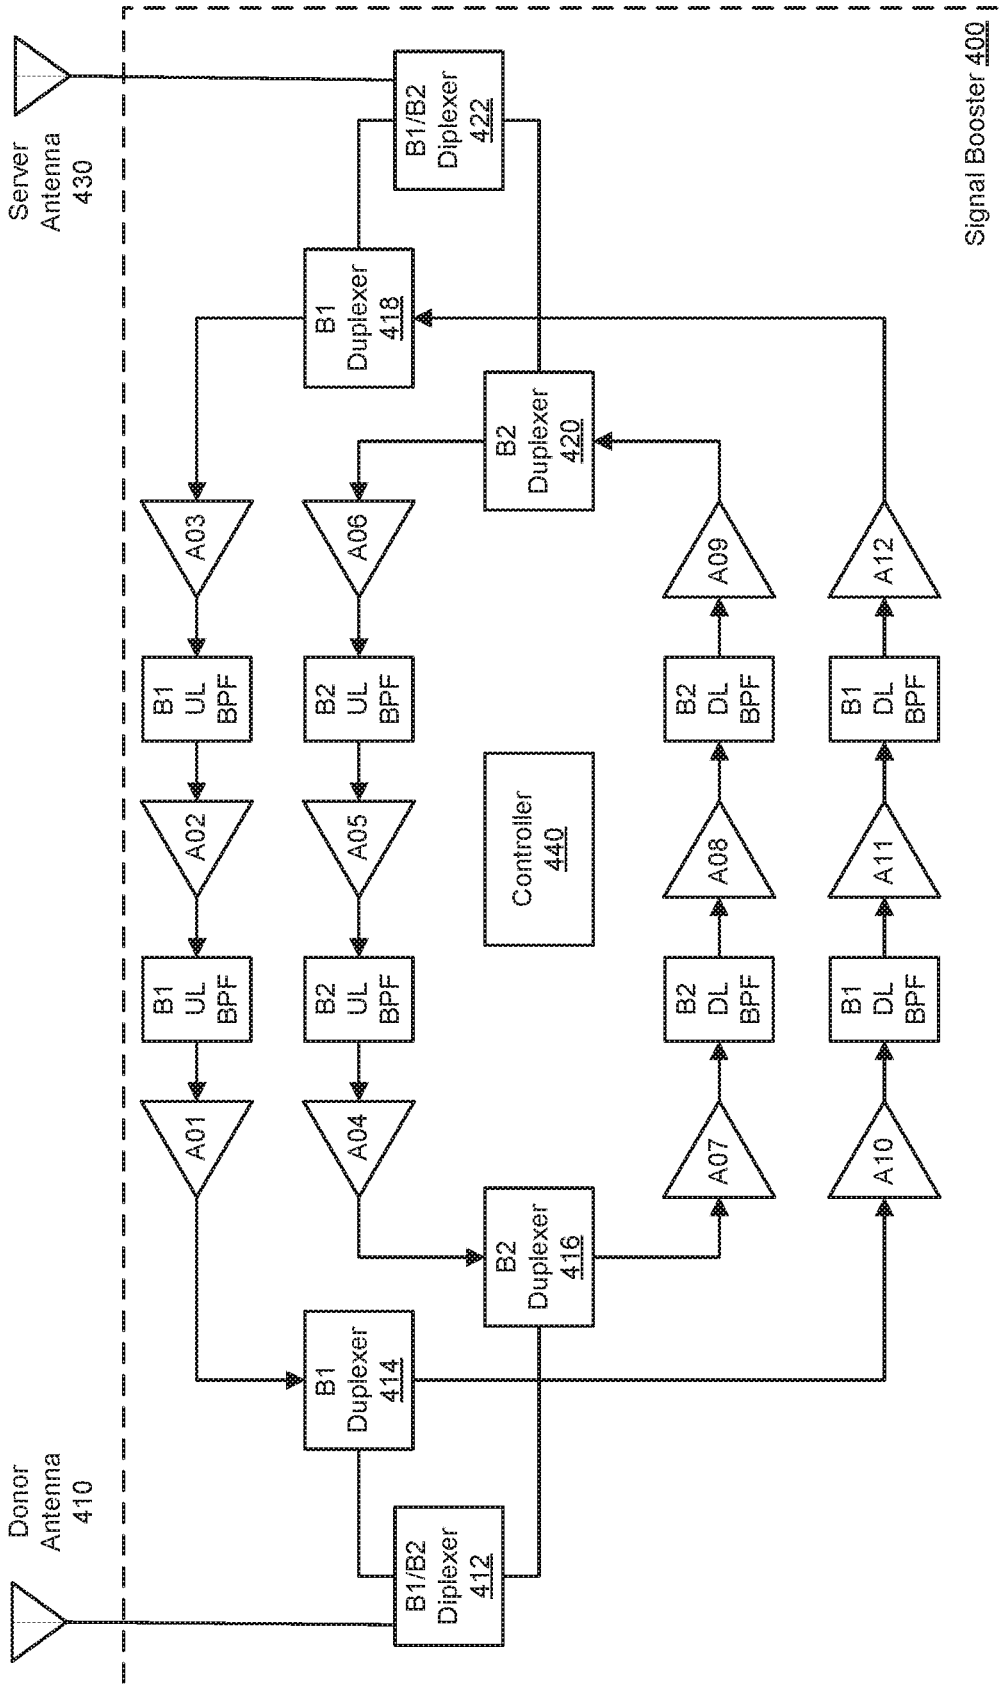 Donor
Antenna
410
Server
Antenna
430
A01
B1
UL
BPF
A02
B1
UL
BPF
A03
B1
Duplexer
414
A04
B2
UL
BPF
A05
B2
UL
BPF
A06
B1
Duplexer
418
B1/B2
Diplexer
412
B2
Duplexer
416
Controller
440
B2
Duplexer
420
B1/B2
Diplexer
422
A07
B2
DL
BPF
A08
B2
DL
BPF
A09
A10
B1
DL
BPF
A11
B1
DL
BPF
A12
Signal Booster 400